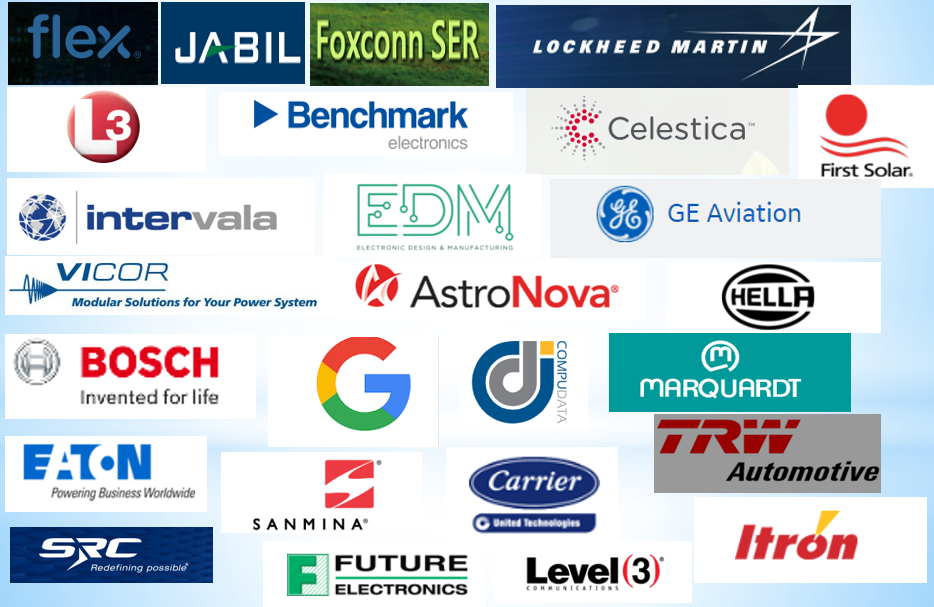 flex®
JABIL
Foxconn SER
LOCKHEED MARTIN
L3
Benchmark
electronics
Celestica™
First Solar®
intervala
EDM
ELECTRONIC DESIGN & MANUFACTURING
GE
GE Aviation
VICOR
Modular Solutions for Your Power System
AstroNova®
HELLA
BOSCH
Invented for life
G
COMPUDATA
MARQUARDT
EATON
Powering Business Worldwide
TRW
Automotive
SANMINA®
Carrier
United Technologies
SRC
Redefining possible®
FUTURE
ELECTRONICS
Level(3)®
COMMUNICATIONS
Itron